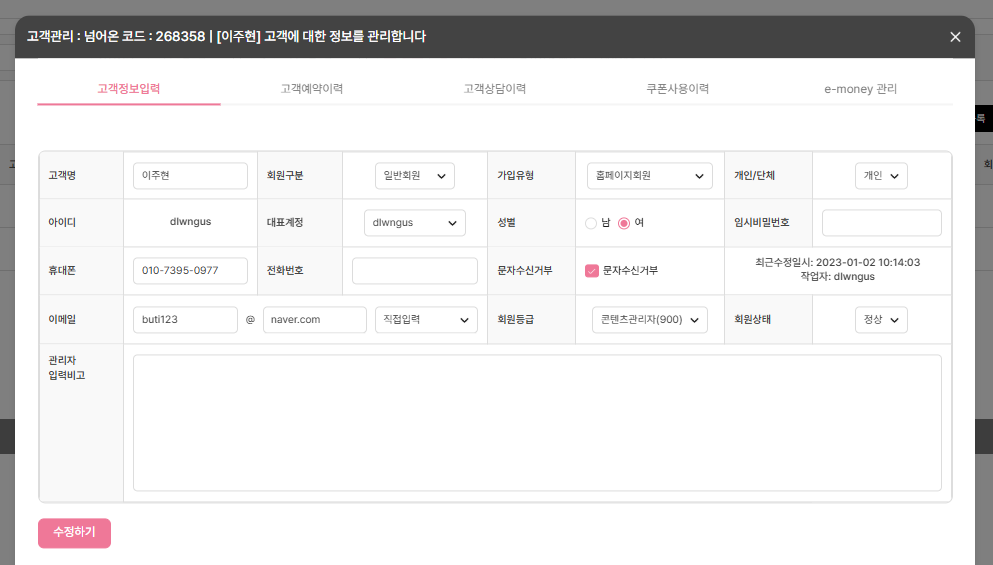 고객관리 : 넘어온 코드 : 268358 | [이주현] 고객에 대한 정보를 관리합니다
고객정보입력 고객예약이력 고객상담이력 쿠폰사용이력 e-money 관리
록
고객명 이주현 회원구분 일반회원 가입유형 홈페이지회원 개인/단체 개인
회
아이디 dlwngus 대표계정 dlwngus 성별 남 여 임시비밀번호
휴대폰 010-7395-0977 전화번호 문자수신거부 문자수신거부 최근수정일시: 2023-01-02 10:14:03
작업자: dlwngus
이메일 buti123 @ naver.com 직접입력 회원등급 콘텐츠관리자(900) 회원상태 정상
관리자
입력비고
수정하기